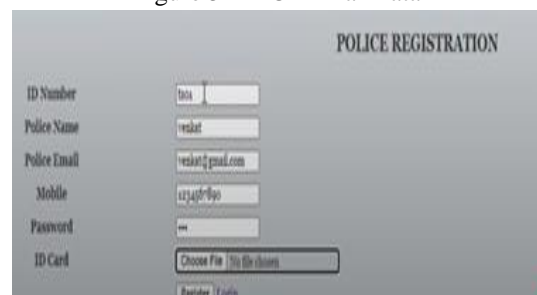 POLICE REGISTRATION
ID Number
Police Name venkat
Police Email venkat@gmail.com
Mobile 1234567890
Password •••
ID Card Choose File No file chosen
Register Login